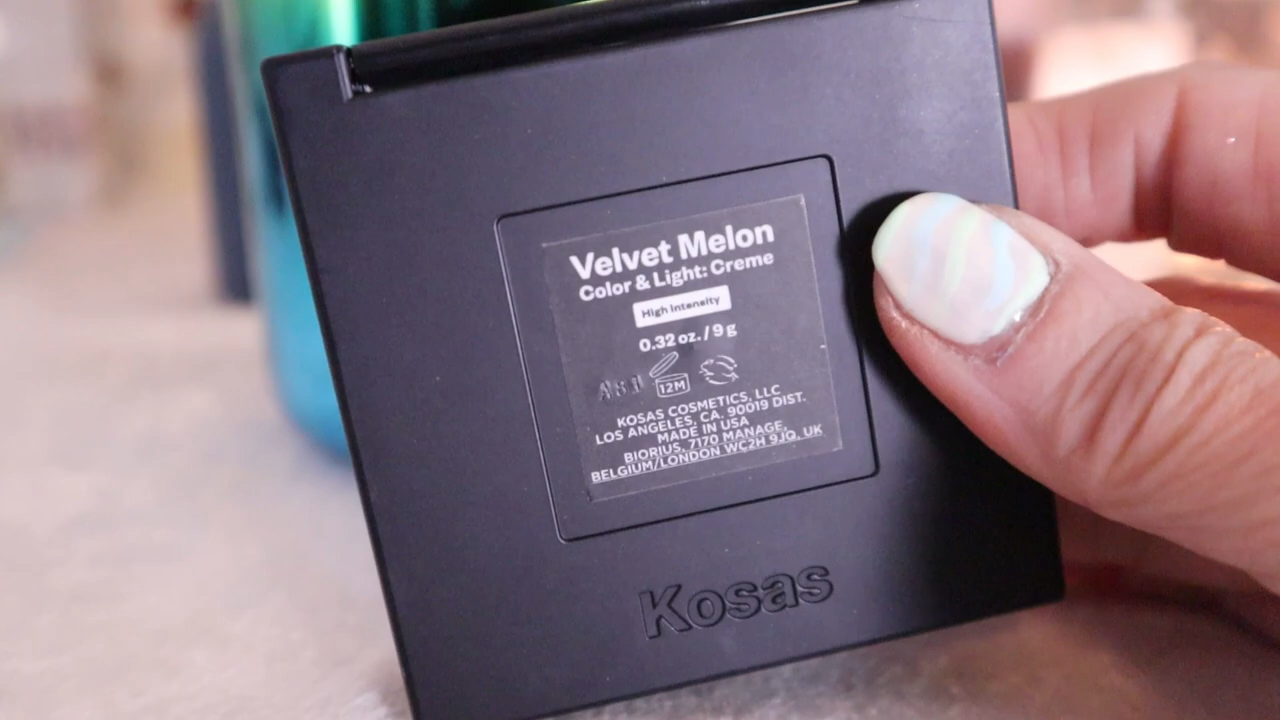 Velvet Melon
Color & Light: Creme
High Intensity
0.32 oz. / 9 g
12M
KOSAS COSMETICS, LLC
LOS ANGELES, CA. 90019 DIST.
MADE IN USA
BIORIUS, 7170 MANAGE,
BELGIUM/LONDON WC2H 9JQ, UK
Kosas